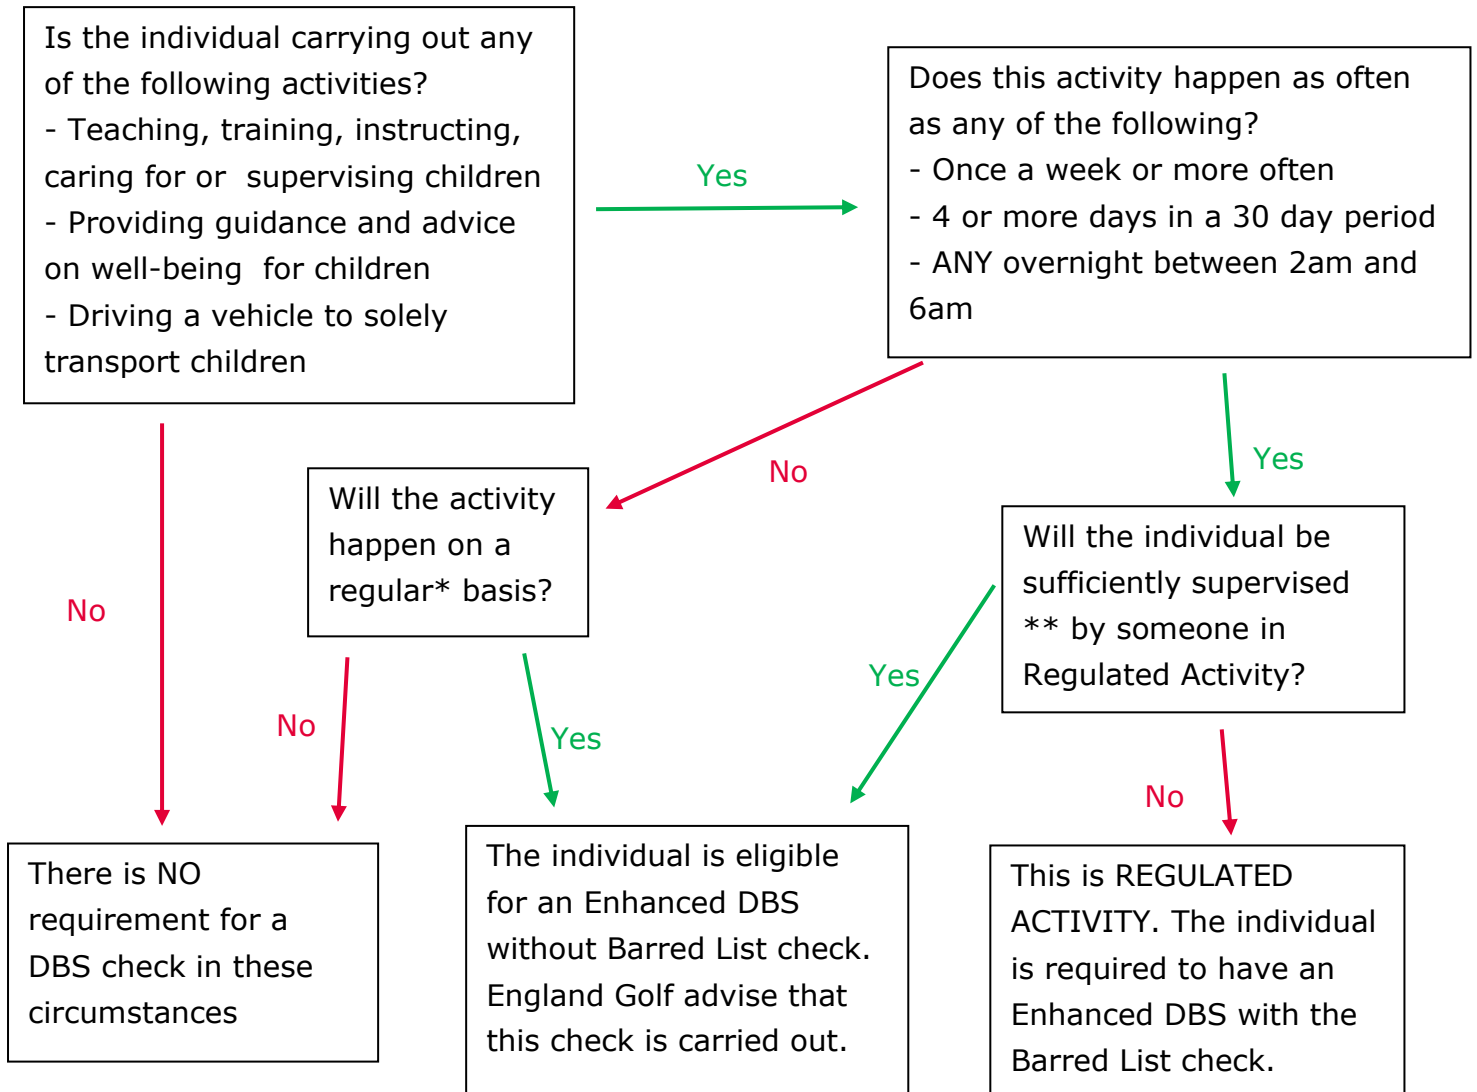 Is the individual carrying out any
of the following activities?
- Teaching, training, instructing,
caring for or  supervising children
- Providing guidance and advice
on well-being  for children
- Driving a vehicle to solely
transport children
Yes
Does this activity happen as often
as any of the following?
- Once a week or more often
- 4 or more days in a 30 day period
- ANY overnight between 2am and
6am
No
Yes
Will the activity
happen on a
regular* basis?
Will the individual be
sufficiently supervised
** by someone in
Regulated Activity?
No
No
Yes
Yes
No
There is NO
requirement for a
DBS check in these
circumstances
The individual is eligible
for an Enhanced DBS
without Barred List check.
England Golf advise that
this check is carried out.
This is REGULATED
ACTIVITY. The individual
is required to have an
Enhanced DBS with the
Barred List check.